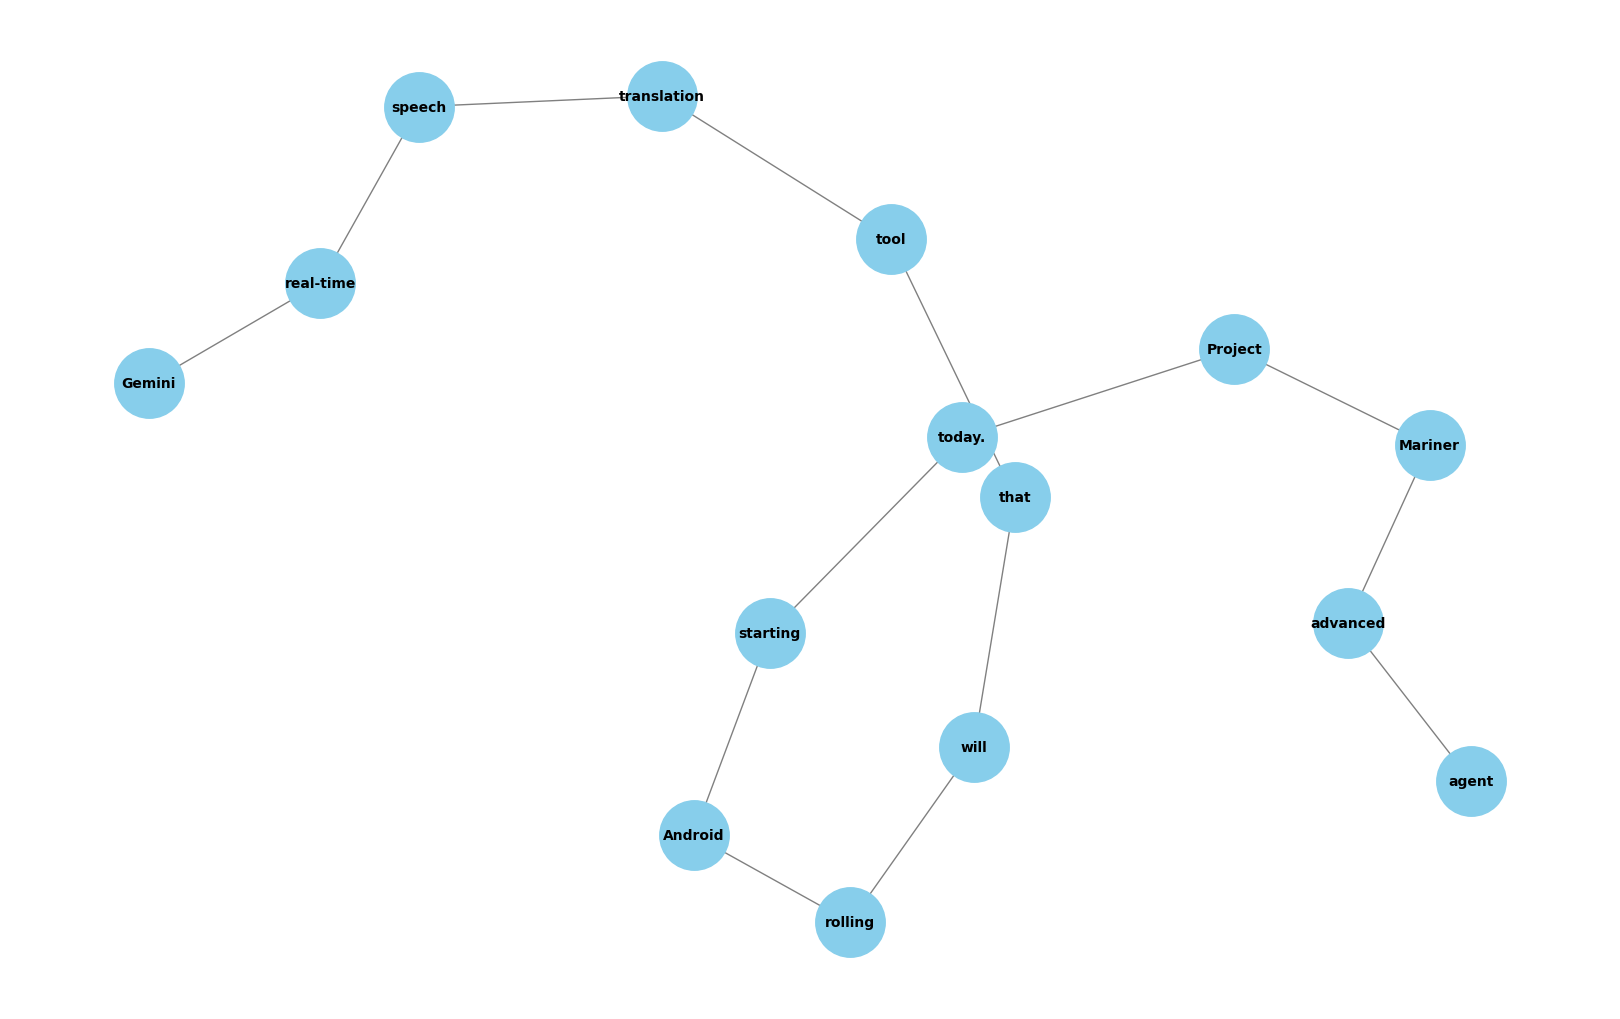 speech
translation
tool
real-time
Project
Gemini
today.
Mariner
that
advanced
starting
will
agent
Android
rolling